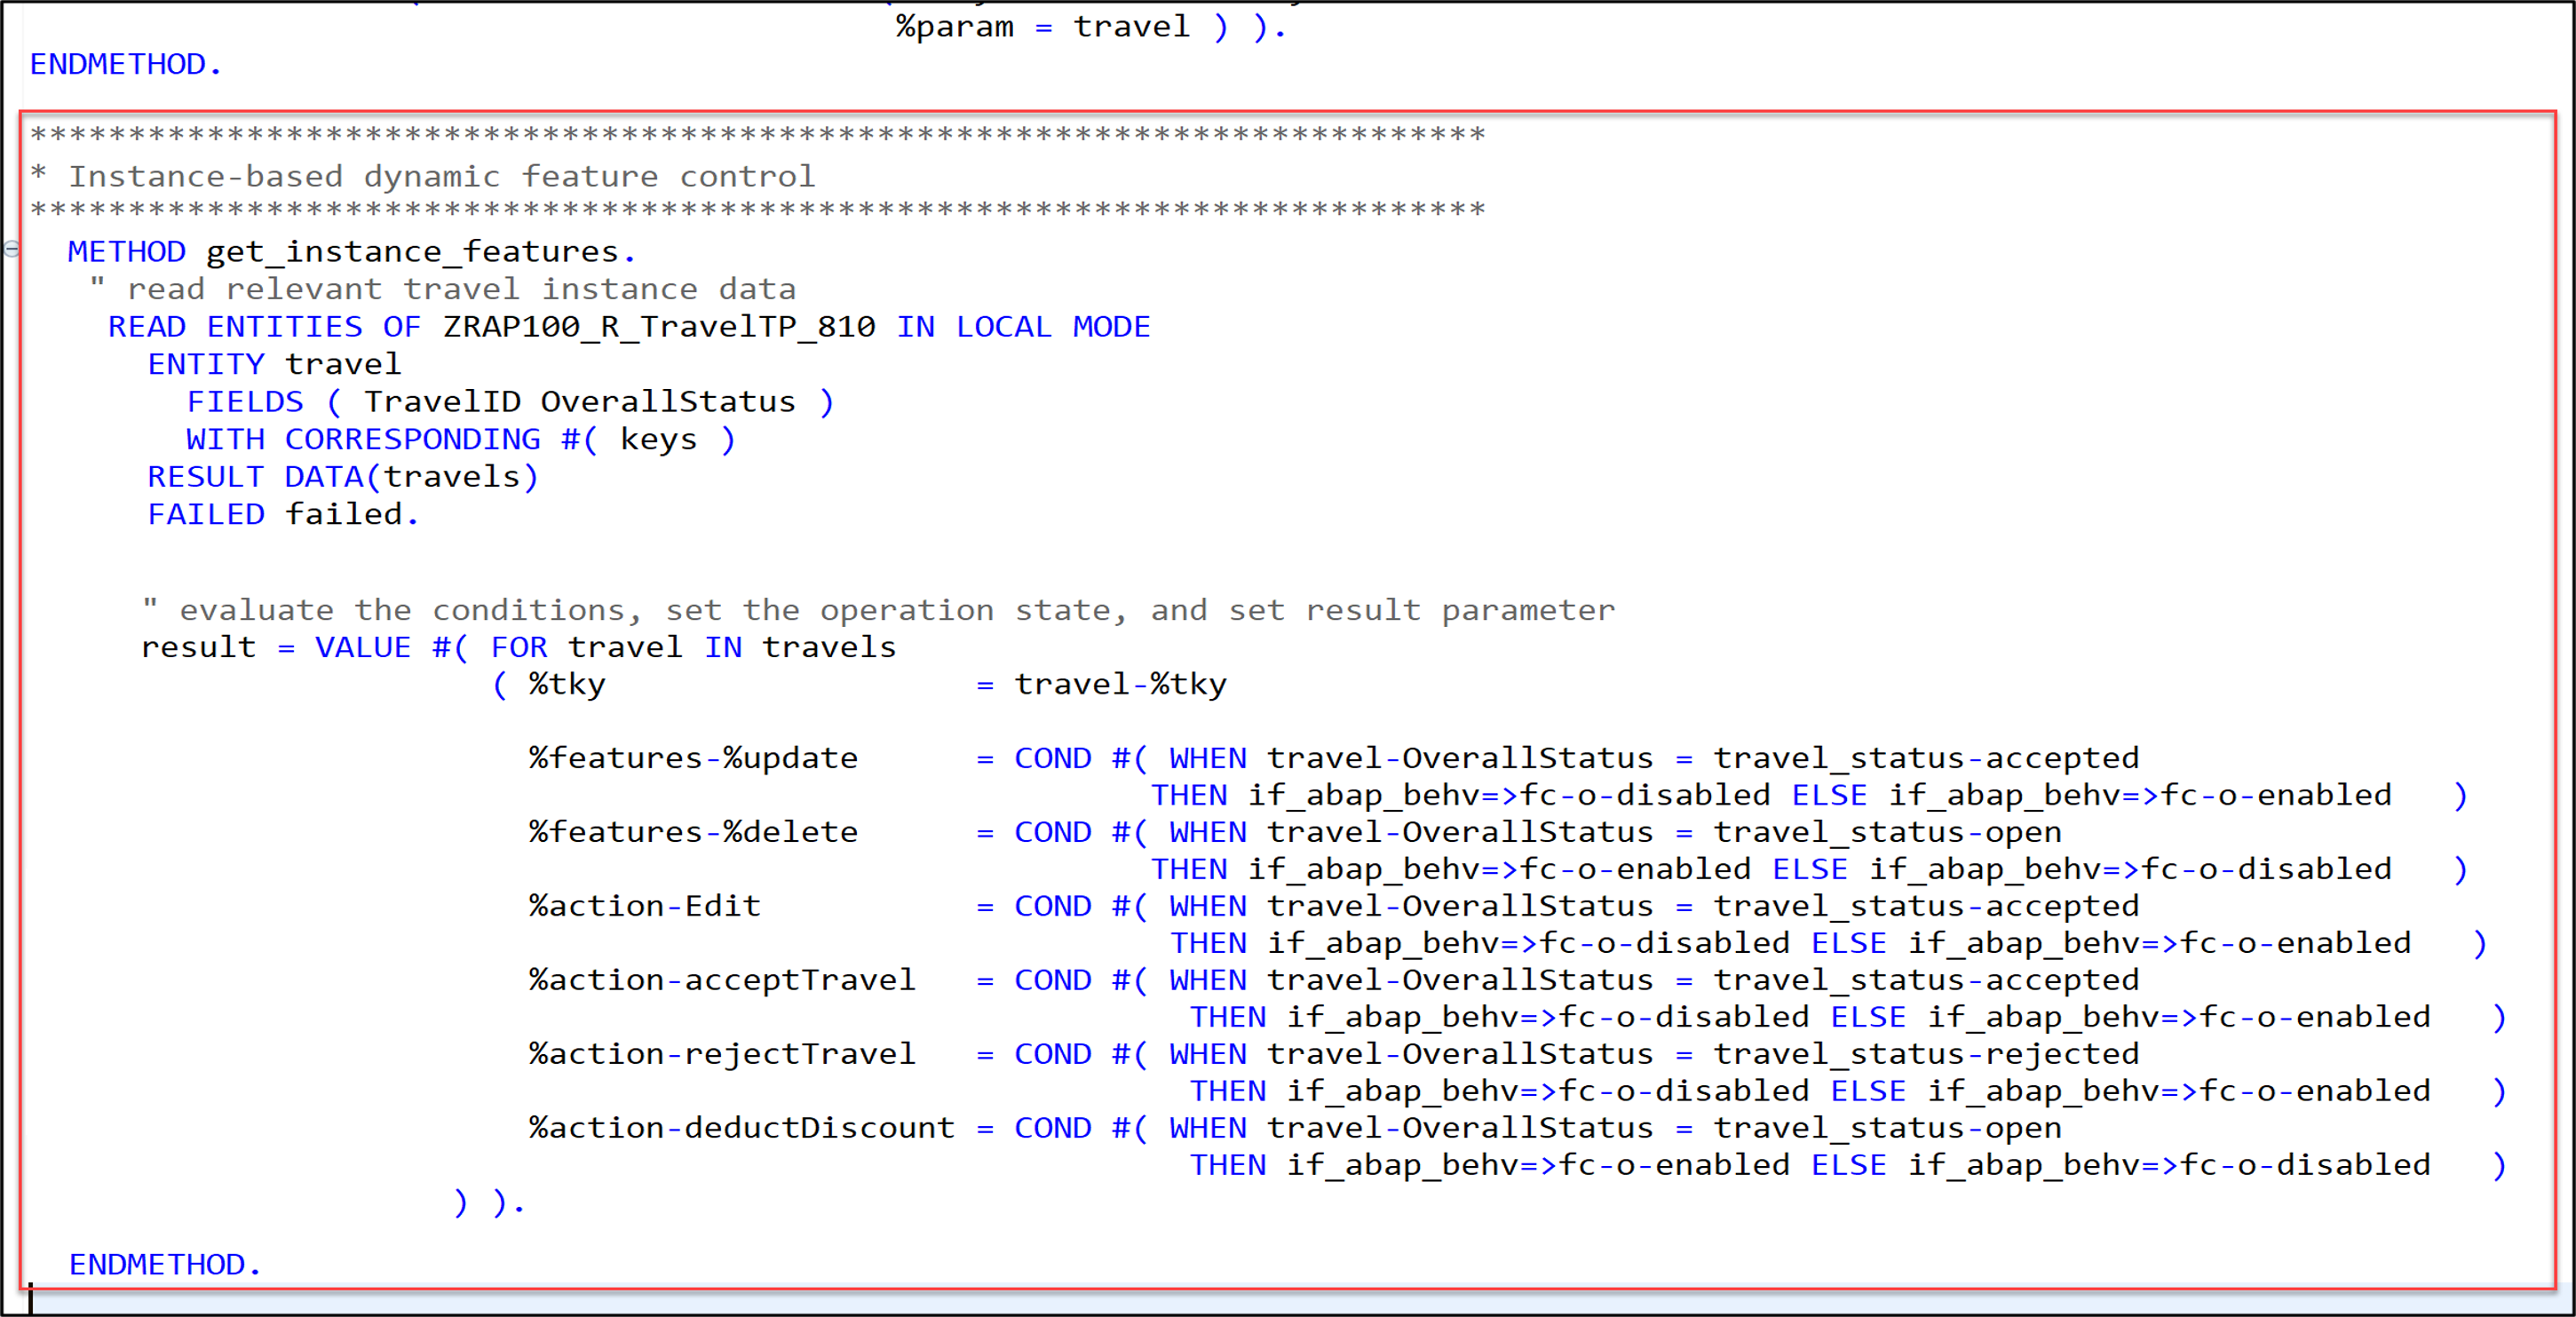 %param = travel ) ).
ENDMETHOD.
**************************************************************************
* Instance-based dynamic feature control
**************************************************************************
METHOD get_instance_features.
" read relevant travel instance data
READ ENTITIES OF ZRAP100_R_TravelTP_810 IN LOCAL MODE
ENTITY travel
FIELDS ( TravelID OverallStatus )
WITH CORRESPONDING #( keys )
RESULT DATA(travels)
FAILED failed.
" evaluate the conditions, set the operation state, and set result parameter
result = VALUE #( FOR travel IN travels
( %tky = travel-%tky
%features-%update = COND #( WHEN travel-OverallStatus = travel_status-accepted
THEN if_abap_behv=>fc-o-disabled ELSE if_abap_behv=>fc-o-enabled )
%features-%delete = COND #( WHEN travel-OverallStatus = travel_status-open
THEN if_abap_behv=>fc-o-enabled ELSE if_abap_behv=>fc-o-disabled )
%action-Edit = COND #( WHEN travel-OverallStatus = travel_status-accepted
THEN if_abap_behv=>fc-o-disabled ELSE if_abap_behv=>fc-o-enabled )
%action-acceptTravel = COND #( WHEN travel-OverallStatus = travel_status-accepted
THEN if_abap_behv=>fc-o-disabled ELSE if_abap_behv=>fc-o-enabled )
%action-rejectTravel = COND #( WHEN travel-OverallStatus = travel_status-rejected
THEN if_abap_behv=>fc-o-disabled ELSE if_abap_behv=>fc-o-enabled )
%action-deductDiscount = COND #( WHEN travel-OverallStatus = travel_status-open
THEN if_abap_behv=>fc-o-enabled ELSE if_abap_behv=>fc-o-disabled )
) ).
ENDMETHOD.